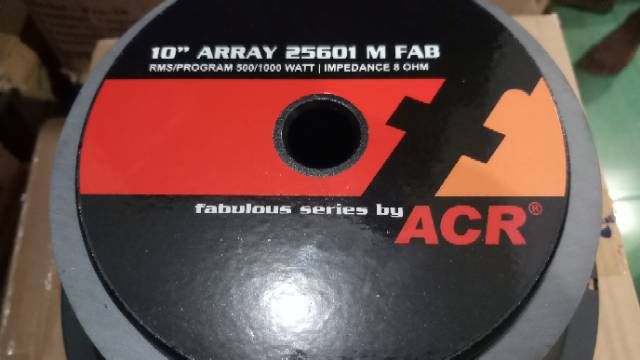 10" ARRAY 25601 M FAB
RMS/PROGRAM 500/1000 WATT | IMPEDANCE 8 OHM
fabulous series by ACR®